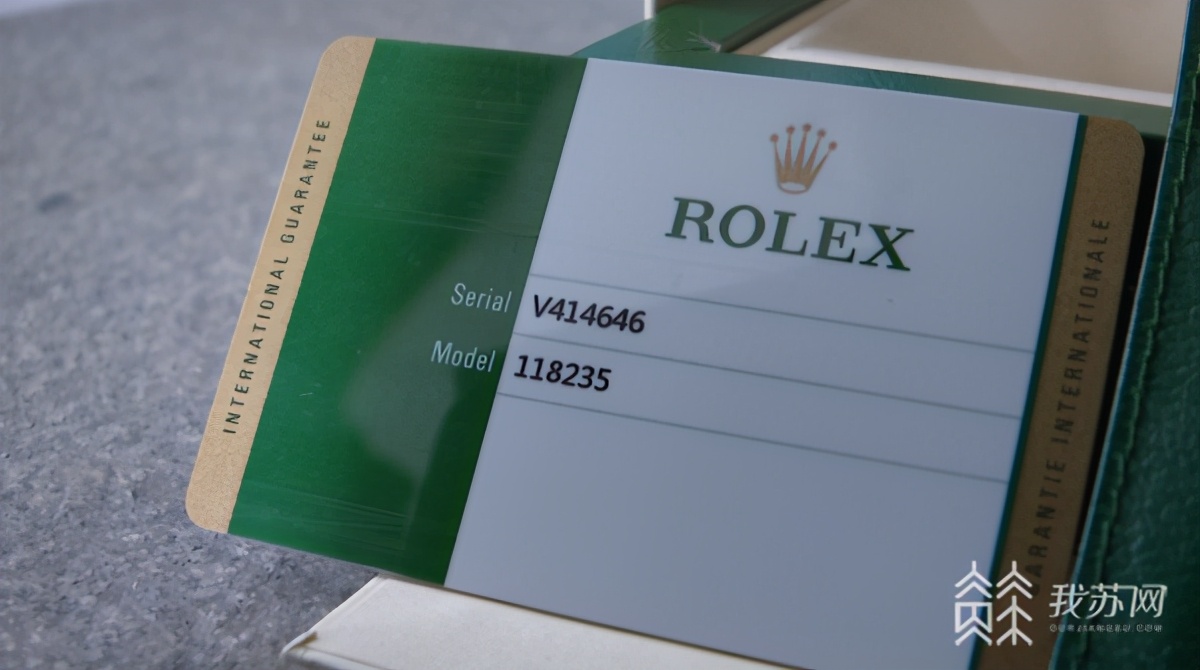 INTERNATIONAL GUARANTEE
ROLEX
Serial V414646
Model 118235
GARANTIE INTERNATIONALE
我苏网